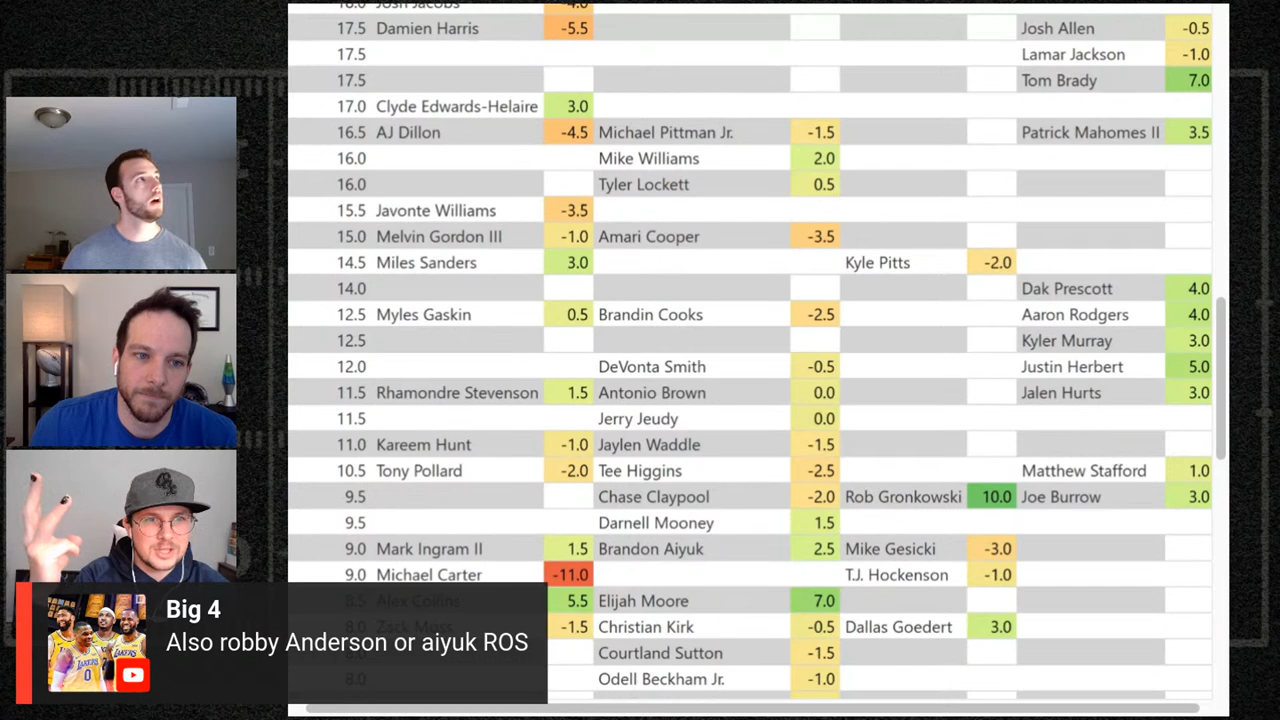 17.5 Damien Harris -5.5 Josh Allen -0.5
17.5 Lamar Jackson -1.0
17.5 Tom Brady 7.0
17.0 Clyde Edwards-Helaire 3.0
16.5 AJ Dillon -4.5 Michael Pittman Jr. -1.5 Patrick Mahomes II 3.5
16.0 Mike Williams 2.0
16.0 Tyler Lockett 0.5
15.5 Javonte Williams -3.5
15.0 Melvin Gordon III -1.0 Amari Cooper -3.5
14.5 Miles Sanders 3.0 Kyle Pitts -2.0
14.0 Dak Prescott 4.0
12.5 Myles Gaskin 0.5 Brandin Cooks -2.5 Aaron Rodgers 4.0
12.5 Kyler Murray 3.0
12.0 DeVonta Smith -0.5 Justin Herbert 5.0
11.5 Rhamondre Stevenson 1.5 Antonio Brown 0.0 Jalen Hurts 3.0
11.5 Jerry Jeudy 0.0
11.0 Kareem Hunt -1.0 Jaylen Waddle -1.5
10.5 Tony Pollard -2.0 Tee Higgins -2.5 Matthew Stafford 1.0
9.5 Chase Claypool -2.0 Rob Gronkowski 10.0 Joe Burrow 3.0
9.5 Darnell Mooney 1.5
9.0 Mark Ingram II 1.5 Brandon Aiyuk 2.5 Mike Gesicki -3.0
9.0 Michael Carter -11.0 T.J. Hockenson -1.0
8.5 Alex Collins 5.5 Elijah Moore 7.0
8.0 Zack Moss -1.5 Christian Kirk -0.5 Dallas Goedert 3.0
Courtland Sutton -1.5
8.0 Odell Beckham Jr. -1.0
Big 4
Also robby Anderson or aiyuk ROS